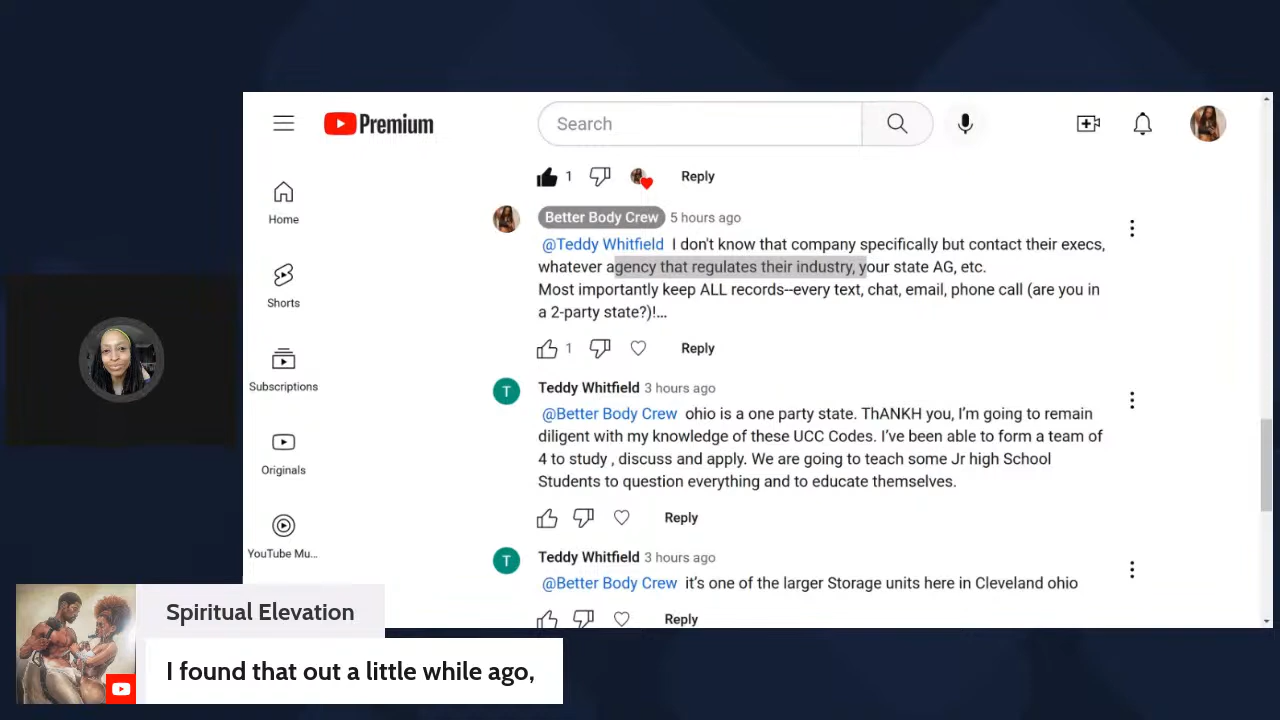 Premium
Search
Home
Shorts
Subscriptions
Originals
YouTube Mu...
1 Reply
Better Body Crew 5 hours ago
@Teddy Whitfield I don't know that company specifically but contact their execs,
whatever agency that regulates their industry, your state AG, etc.
Most importantly keep ALL records--every text, chat, email, phone call (are you in
a 2-party state?)!...
1 Reply
T
Teddy Whitfield 3 hours ago
@Better Body Crew ohio is a one party state. ThANKH you, I'm going to remain
diligent with my knowledge of these UCC Codes. I've been able to form a team of
4 to study , discuss and apply. We are going to teach some Jr high School
Students to question everything and to educate themselves.
Reply
T
Teddy Whitfield 3 hours ago
@Better Body Crew it's one of the larger Storage units here in Cleveland ohio
Reply
Spiritual Elevation
I found that out a little while ago,